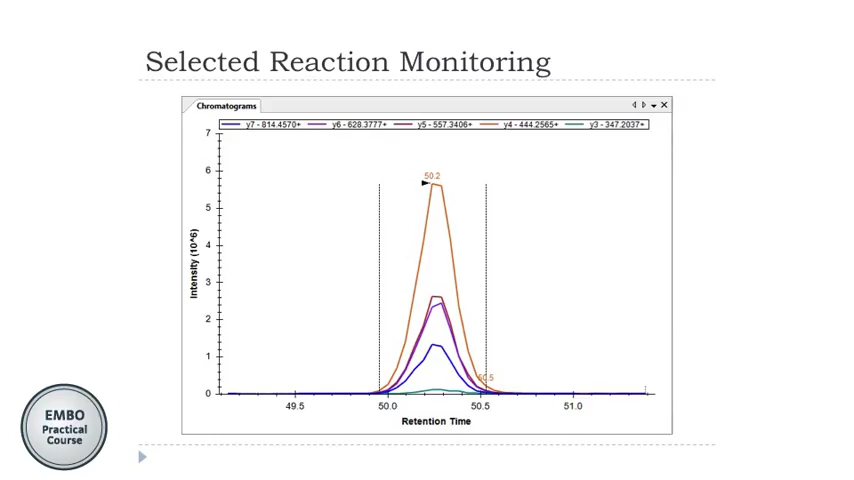 Selected Reaction Monitoring
Chromatograms
y7 - 814.4570+ y6 - 628.3777+ y5 - 557.3406+ y4 - 444.2565+ y3 - 347.2037+
7
6
5
4
3
2
1
0
Intensity (10^6)
50.2
50.5
49.5 50.0 50.5 51.0
Retention Time
EMBO
Practical
Course